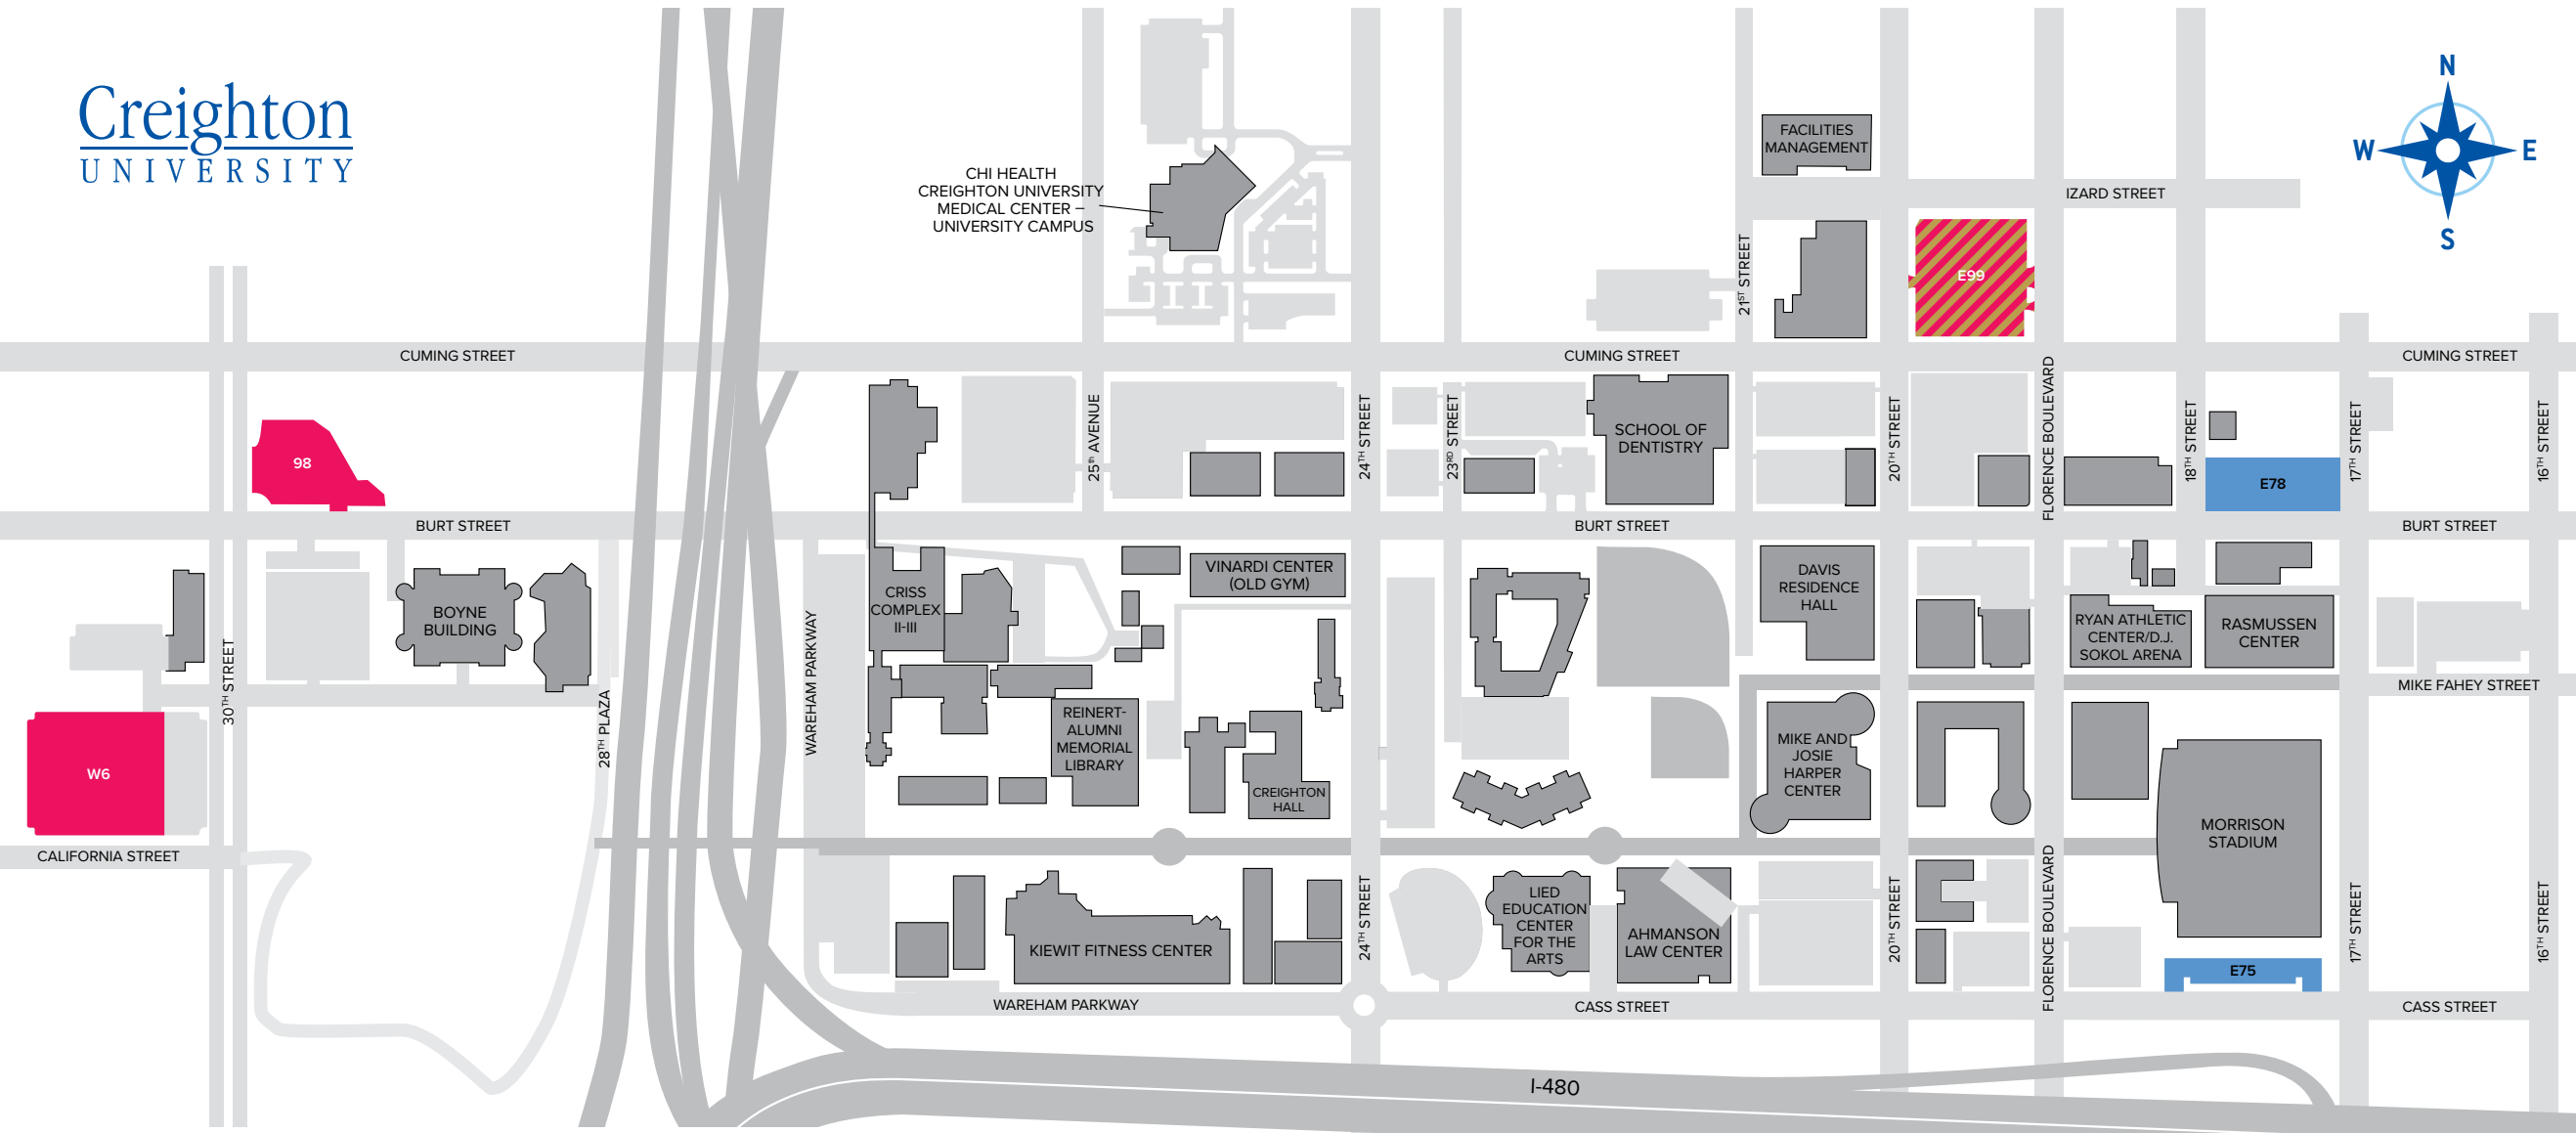 Creighton
UNIVERSITY
N
W
E
S
CHI HEALTH
CREIGHTON UNIVERSITY
MEDICAL CENTER –
UNIVERSITY CAMPUS
FACILITIES
MANAGEMENT
IZARD STREET
21ST STREET
E99
CUMING STREET
CUMING STREET
CUMING STREET
98
25th AVENUE
24TH STREET
23RD STREET
SCHOOL OF
DENTISTRY
20TH STREET
FLORENCE BOULEVARD
18TH STREET
E78
17TH STREET
16TH STREET
BURT STREET
BURT STREET
BURT STREET
BOYNE
BUILDING
30TH STREET
28TH PLAZA
WAREHAM PARKWAY
CRISS
COMPLEX
II-III
VINARDI CENTER
(OLD GYM)
DAVIS
RESIDENCE
HALL
RYAN ATHLETIC
CENTER/D.J.
SOKOL ARENA
RASMUSSEN
CENTER
MIKE FAHEY STREET
W6
REINERT-
ALUMNI
MEMORIAL
LIBRARY
CREIGHTON
HALL
MIKE AND
JOSIE
HARPER
CENTER
MORRISON
STADIUM
CALIFORNIA STREET
KIEWIT FITNESS CENTER
24TH STREET
LIED
EDUCATION
CENTER
FOR THE
ARTS
AHMANSON
LAW CENTER
20TH STREET
FLORENCE BOULEVARD
E75
17TH STREET
16TH STREET
WAREHAM PARKWAY
CASS STREET
CASS STREET
I-480